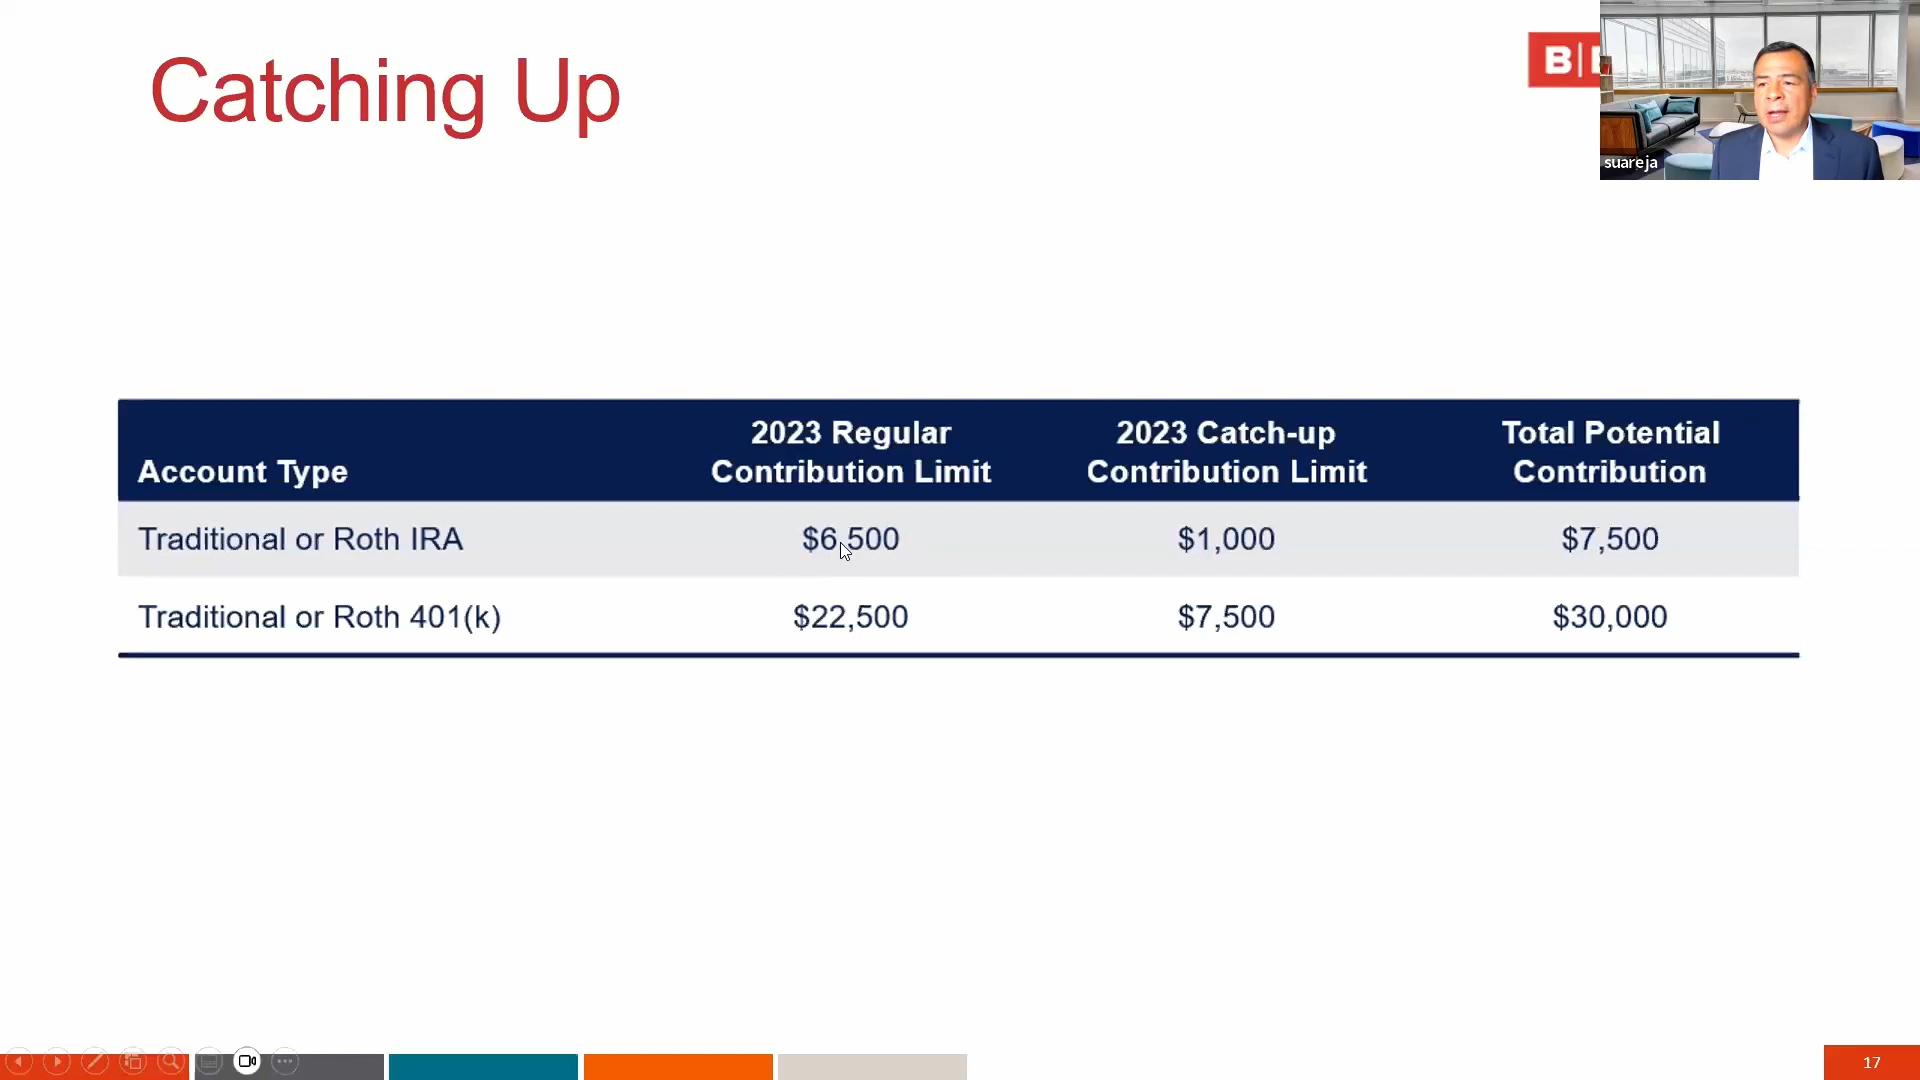 Catching Up
B|
suareja
Account Type
2023 Regular
Contribution Limit
2023 Catch-up
Contribution Limit
Total Potential
Contribution
Traditional or Roth IRA
$6,500
$1,000
$7,500
Traditional or Roth 401(k)
$22,500
$7,500
$30,000
17